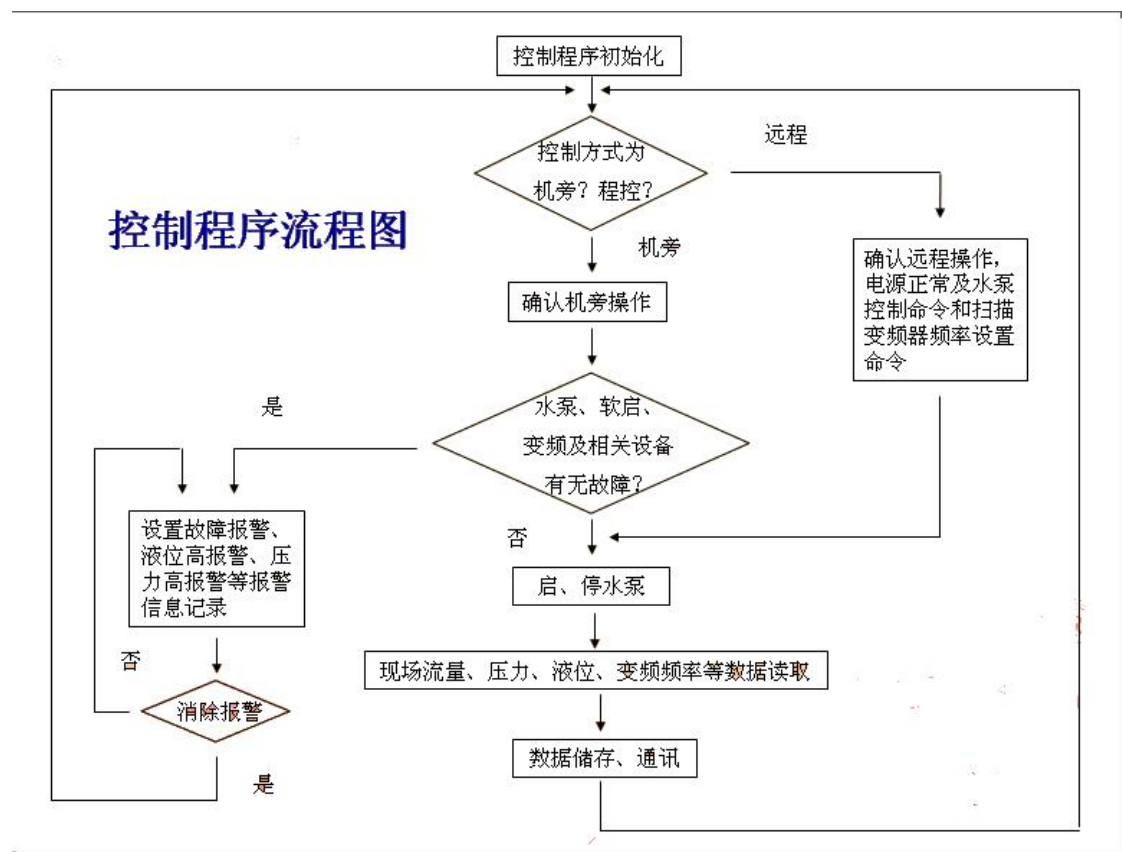 控制程序初始化
远程
控制方式为
机旁？程控？
控制程序流程图
机旁
确认远程操作，
电源正常及水泵
控制命令和扫描
变频器频率设置
命令
确认机旁操作
是
水泵、软启、
变频及相关设备
有无故障？
否
设置故障报警、
液位高报警、压
力高报警等报警
信息记录
启、停水泵
否
现场流量、压力、液位、变频频率等数据读取
消除报警
数据储存、通讯
是